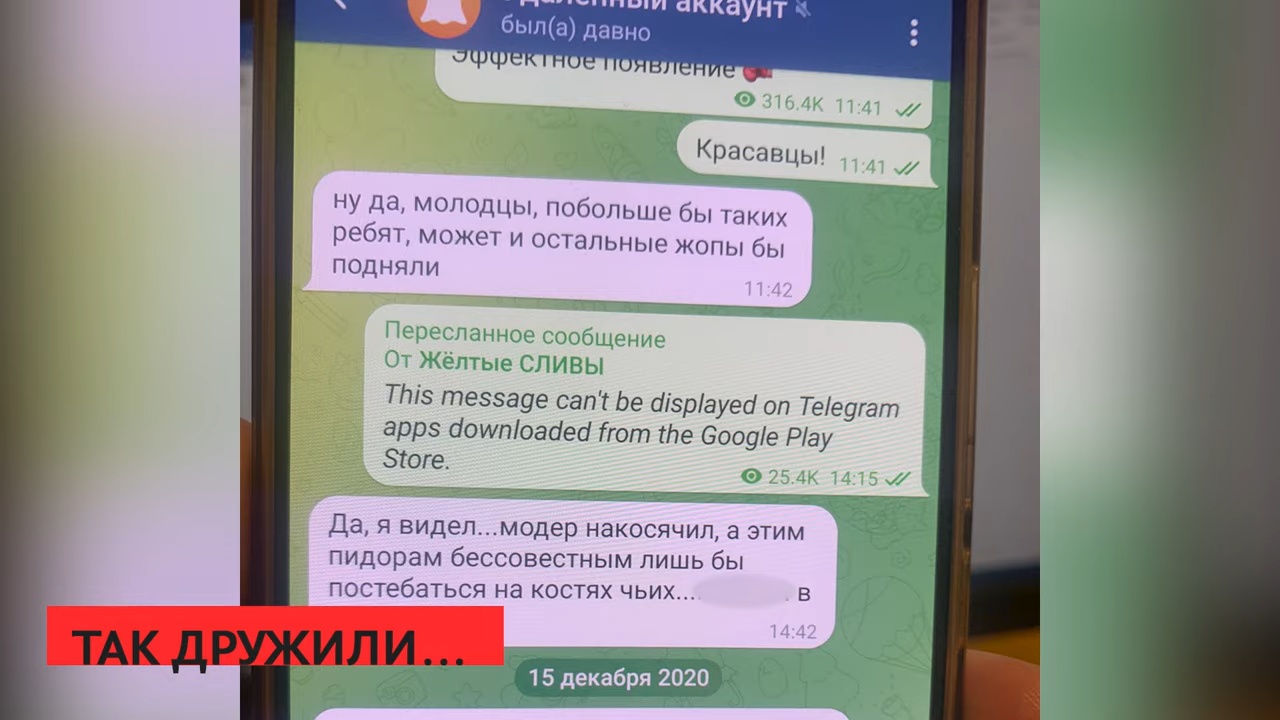 аккаунт
был(а) давно
Эффектное появление
316.4K 11:41
Красавцы!
11:41
ну да, молодцы, побольше бы таких
ребят, может и остальные жопы бы
подняли
11:42
Пересланное сообщение
От Жёлтые СЛИВЫ
This message can't be displayed on Telegram
apps downloaded from the Google Play
Store.
25.4K 14:15
Да, я видел...модер накосячил, а этим
пидорам бессовестным лишь бы
постебаться на костях чьих... в
14:42
ТАК ДРУЖИЛИ...
15 декабря 2020